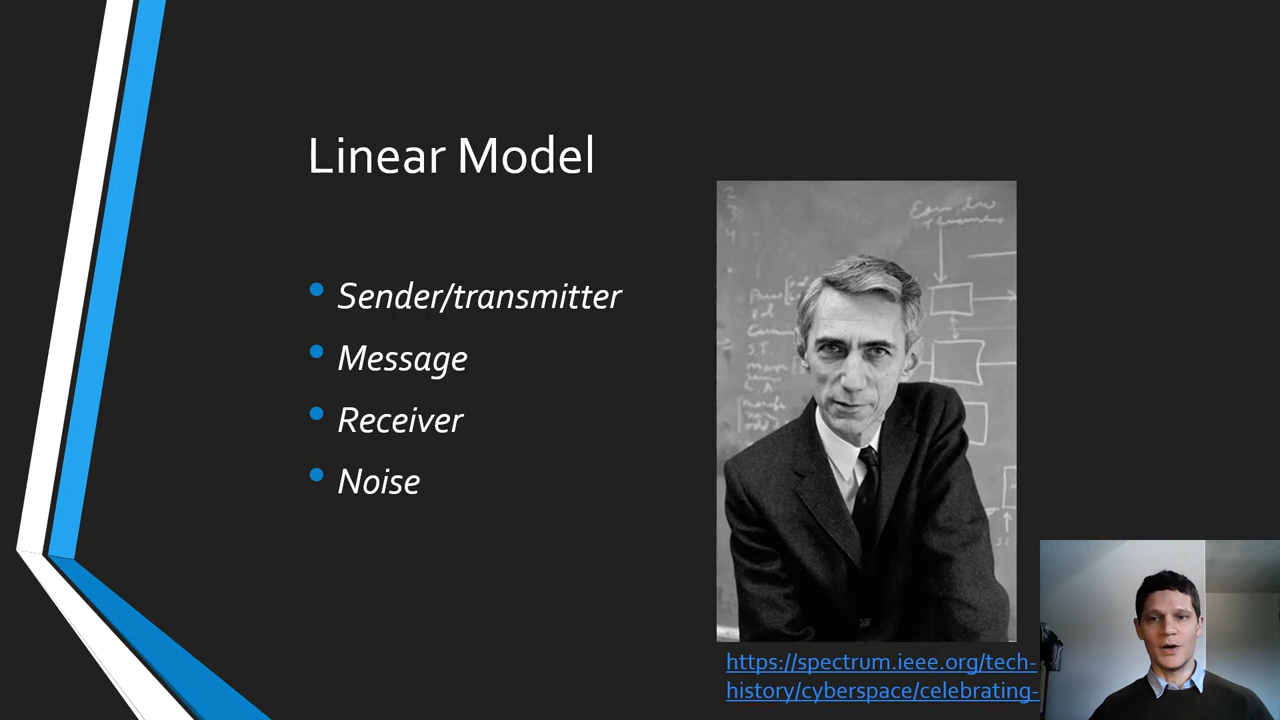 Linear Model
Sender/transmitter
Message
Receiver
Noise
https://spectrum.ieee.org/tech-
history/cyberspace/celebrating-